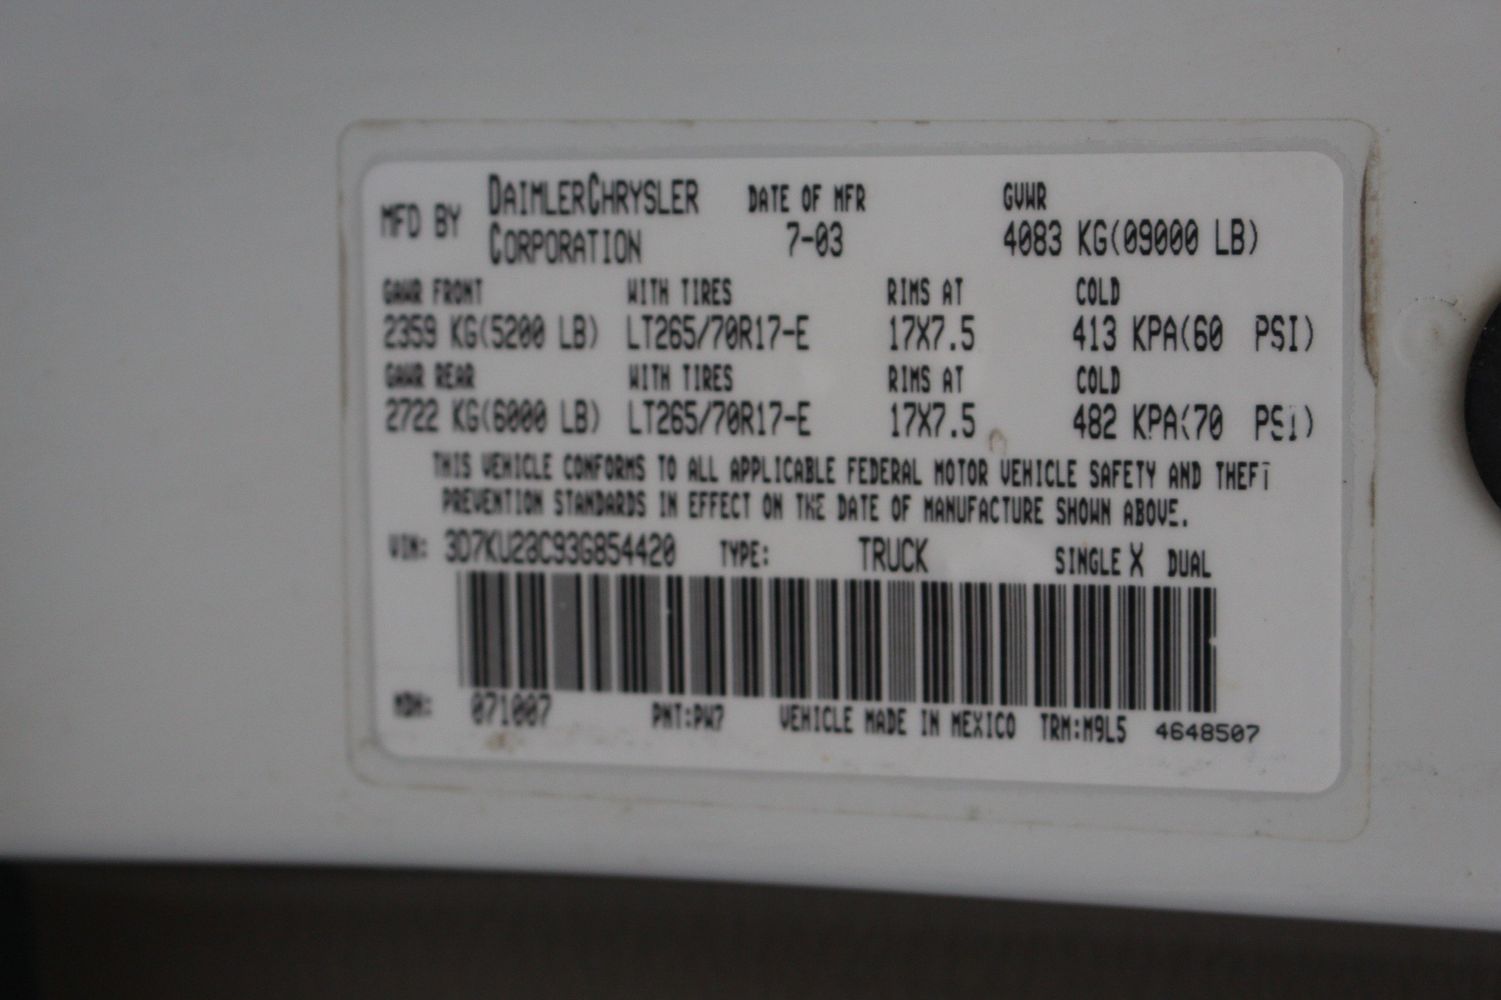 MFD BY DAIMLERCHRYSLER CORPORATION
DATE OF MFR 7-03
GVWR 4083 KG(09000 LB)
GAWR FRONT WITH TIRES RIMS AT COLD
2359 KG(5200 LB) LT265/70R17-E 17X7.5 413 KPA(60 PSI)
GAWR REAR WITH TIRES RIMS AT COLD
2722 KG(6000 LB) LT265/70R17-E 17X7.5 482 KPA(70 PSI)
THIS VEHICLE CONFORMS TO ALL APPLICABLE FEDERAL MOTOR VEHICLE SAFETY AND THEFT
PREVENTION STANDARDS IN EFFECT ON THE DATE OF MANUFACTURE SHOWN ABOVE.
VIN: 3D7KU28C93G854420 TYPE: TRUCK SINGLE X DUAL
MDH: 071007 PNT:PW7 VEHICLE MADE IN MEXICO TRM:M9L5 4648507